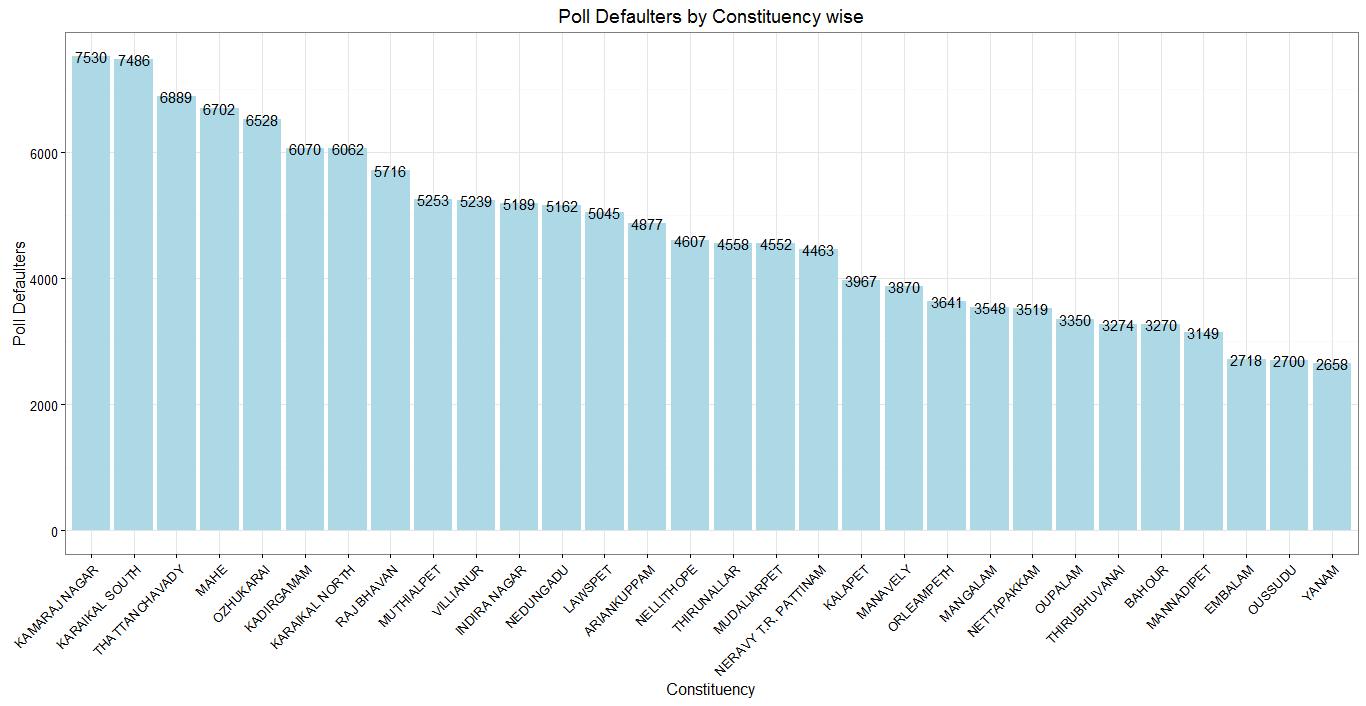 Poll Defaulters by Constituency wise
Poll Defaulters
6000
4000
2000
0
7530
7486
6889
6702
6528
6070
6062
5716
5253
5239
5189
5162
5045
4877
4607
4558
4552
4463
3967
3870
3641
3548
3519
3350
3274
3270
3149
2718
2700
2658
KAMARAJ NAGAR
KARAIKAL SOUTH
THATTANCHAVADY
MAHE
OZHUKARAI
KADIRGAMAM
KARAIKAL NORTH
RAJ BHAVAN
MUTHIALPET
VILLIANUR
INDIRA NAGAR
NEDUNGADU
LAWSPET
ARIANKUPPAM
NELLITHOPE
THIRUNALLAR
MUDALIARPET
NERAVY T.R. PATTINAM
KALAPET
MANAVELY
ORLEAMPETH
MANGALAM
NETTAPAKKAM
OUPALAM
THIRUBHUVANAI
BAHOUR
MANNADIPET
EMBALAM
OUSSUDU
YANAM
Constituency